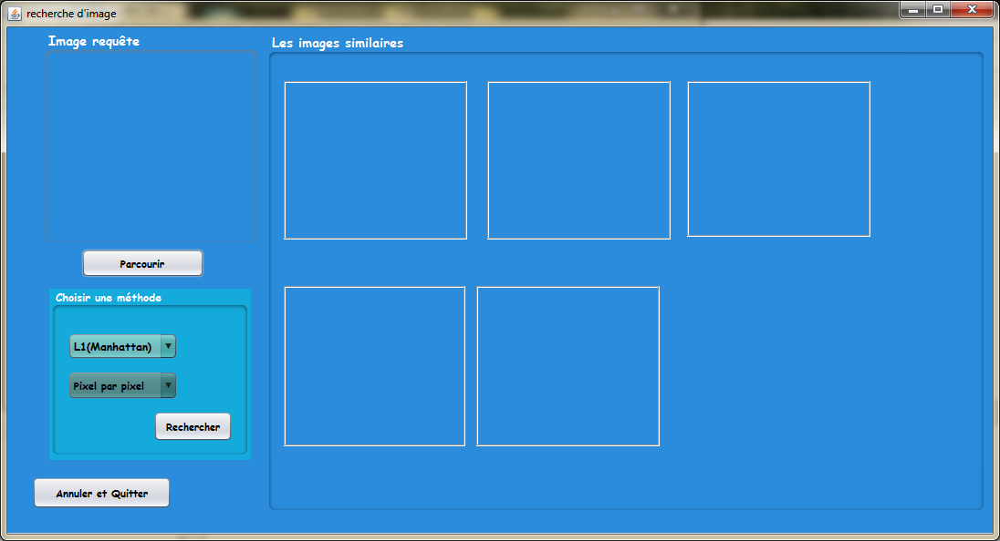 recherche d'image
Image requête
Les images similaires
Parcourir
Choisir une méthode
L1(Manhattan)
Pixel par pixel
Rechercher
Annuler et Quitter